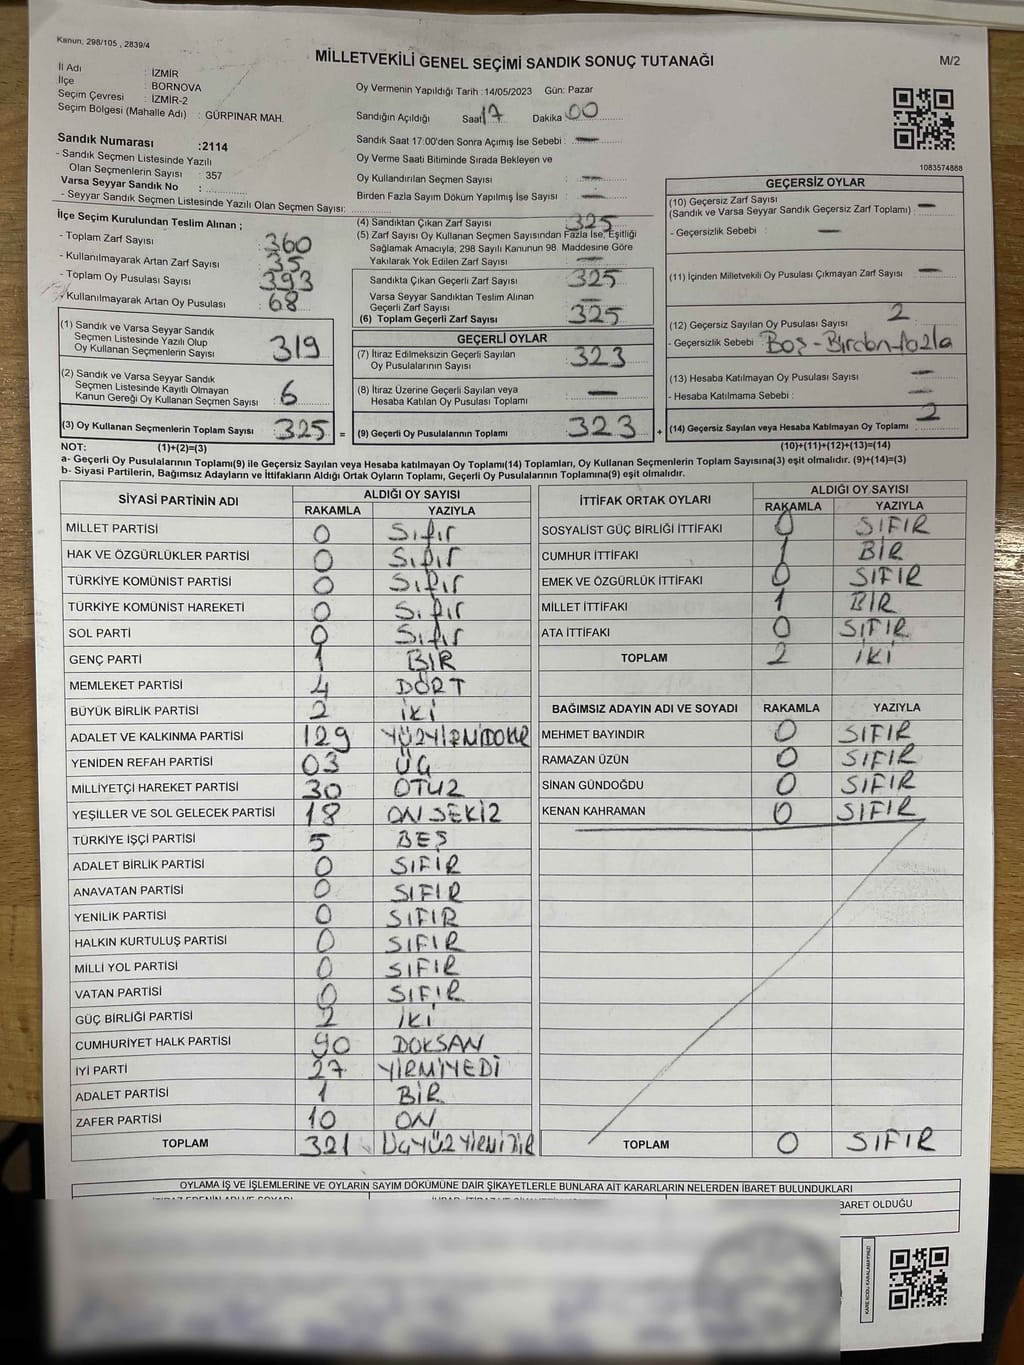 Kanun, 298/105 , 2839/4
MİLLETVEKİLİ GENEL SEÇİMİ SANDIK SONUÇ TUTANAĞI
M/2
İl Adı : İZMİR
İlçe : BORNOVA
Seçim Çevresi : İZMİR-2
Seçim Bölgesi (Mahalle Adı) : GÜRPINAR MAH.
Sandık Numarası :2114
- Sandık Seçmen Listesinde Yazılı
Olan Seçmenlerin Sayısı : 357
Varsa Seyyar Sandık No :
- Seyyar Sandık Seçmen Listesinde Yazılı Olan Seçmen Sayısı:
Oy Vermenin Yapıldığı Tarih :14/05/2023 Gün: Pazar
Sandığın Açıldığı Saat 17 Dakika 00
Sandık Saat 17:00'den Sonra Açımış İse Sebebi : —
Oy Verme Saati Bitiminde Sırada Bekleyen ve
Oy Kullandırılan Seçmen Sayısı : —
Birden Fazla Sayım Döküm Yapılmış İse Sayısı : —
1083574888
İlçe Seçim Kurulundan Teslim Alınan ;
- Toplam Zarf Sayısı : 360
- Kullanılmayarak Artan Zarf Sayısı : 35
- Toplam Oy Pusulası Sayısı : 393
- Kullanılmayarak Artan Oy Pusulası : 68
(1) Sandık ve Varsa Seyyar Sandık
Seçmen Listesinde Yazılı Olup
Oy Kullanan Seçmenlerin Sayısı : 319
(2) Sandık ve Varsa Seyyar Sandık
Seçmen Listesinde Kayıtlı Olmayan
Kanun Gereği Oy Kullanan Seçmen Sayısı : 6
(3) Oy Kullanan Seçmenlerin Toplam Sayısı : 325 =
(4) Sandıktan Çıkan Zarf Sayısı : 325
(5) Zarf Sayısı Oy Kullanan Seçmen Sayısından Fazla İse, Eşitliği
Sağlamak Amacıyla, 298 Sayılı Kanunun 98. Maddesine Göre
Yakılarak Yok Edilen Zarf Sayısı : —
Sandıkta Çıkan Geçerli Zarf Sayısı : 325
Varsa Seyyar Sandıktan Teslim Alınan
Geçerli Zarf Sayısı : —
(6) Toplam Geçerli Zarf Sayısı : 325
GEÇERLİ OYLAR
(7) İtiraz Edilmeksizin Geçerli Sayılan
Oy Pusulalarının Sayısı : 323
(8) İtiraz Üzerine Geçerli Sayılan veya
Hesaba Katılan Oy Pusulası Toplamı : —
(9) Geçerli Oy Pusulalarının Toplamı : 323 +
GEÇERSİZ OYLAR
(10) Geçersiz Zarf Sayısı
(Sandık ve Varsa Seyyar Sandık Geçersiz Zarf Toplamı) : —
- Geçersizlik Sebebi : —
(11) İçinden Milletvekili Oy Pusulası Çıkmayan Zarf Sayısı : —
(12) Geçersiz Sayılan Oy Pusulası Sayısı : 2
- Geçersizlik Sebebi : Boş-Birden fazla
(13) Hesaba Katılmayan Oy Pusulası Sayısı : —
- Hesaba Katılmama Sebebi : —
(14) Geçersiz Sayılan veya Hesaba Katılmayan Oy Toplamı : 2
NOT: (1)+(2)=(3) (10)+(11)+(12)+(13)=(14)
a- Geçerli Oy Pusulalarının Toplamı(9) ile Geçersiz Sayılan veya Hesaba katılmayan Oy Toplamı(14) Toplamları, Oy Kullanan Seçmenlerin Toplam Sayısına(3) eşit olmalıdır. (9)+(14)=(3)
b- Siyasi Partilerin, Bağımsız Adayların ve İttifakların Aldığı Ortak Oyların Toplamı, Geçerli Oy Pusulalarının Toplamına(9) eşit olmalıdır.
SİYASİ PARTİNİN ADI ALDIĞI OY SAYISI
RAKAMLA YAZIYLA
MİLLET PARTİSİ 0 Sıfır
HAK VE ÖZGÜRLÜKLER PARTİSİ 0 Sıfır
TÜRKİYE KOMÜNİST PARTİSİ 0 Sıfır
TÜRKİYE KOMÜNİST HAREKETİ 0 Sıfır
SOL PARTİ 0 Sıfır
GENÇ PARTİ 1 BİR
MEMLEKET PARTİSİ 4 DÖRT
BÜYÜK BİRLİK PARTİSİ 2 İKİ
ADALET VE KALKINMA PARTİSİ 129
YENİDEN REFAH PARTİSİ 03 ÜÇ
MİLLİYETÇİ HAREKET PARTİSİ 30 OTUZ
YEŞİLLER VE SOL GELECEK PARTİSİ 18 ON SEKİZ
TÜRKİYE İŞÇİ PARTİSİ 5 BEŞ
ADALET BİRLİK PARTİSİ 0 SIFIR
ANAVATAN PARTİSİ 0 SIFIR
YENİLİK PARTİSİ 0 SIFIR
HALKIN KURTULUŞ PARTİSİ 0 SIFIR
MİLLİ YOL PARTİSİ 0 SIFIR
VATAN PARTİSİ 0 SIFIR
GÜÇ BİRLİĞİ PARTİSİ 2 İKİ
CUMHURİYET HALK PARTİSİ 90 DOKSAN
İYİ PARTİ 27 YİRMİYEDİ
ADALET PARTİSİ 1 BİR
ZAFER PARTİSİ 10 ON
TOPLAM 321 ÜÇYÜZYİRMİBİR
İTTİFAK ORTAK OYLARI ALDIĞI OY SAYISI
RAKAMLA YAZIYLA
SOSYALİST GÜÇ BİRLİĞİ İTTİFAKI 0 SIFIR
CUMHUR İTTİFAKI 1 BİR
EMEK VE ÖZGÜRLÜK İTTİFAKI 0 SIFIR
MİLLET İTTİFAKI 1 BİR
ATA İTTİFAKI 0 SIFIR
TOPLAM 2 İKİ
BAĞIMSIZ ADAYIN ADI VE SOYADI RAKAMLA YAZIYLA
MEHMET BAYINDIR 0 SIFIR
RAMAZAN ÜZÜN 0 SIFIR
SİNAN GÜNDOĞDU 0 SIFIR
KENAN KAHRAMAN 0 SIFIR
TOPLAM 0 SIFIR
OYLAMA İŞ VE İŞLEMLERİNE VE OYLARIN SAYIM DÖKÜMÜNE DAİR ŞİKAYETLERLE BUNLARA AİT KARARLARIN NELERDEN İBARET BULUNDUKLARI
BARET OLDUĞU
KARE KODU KARALAMAYINIZ!